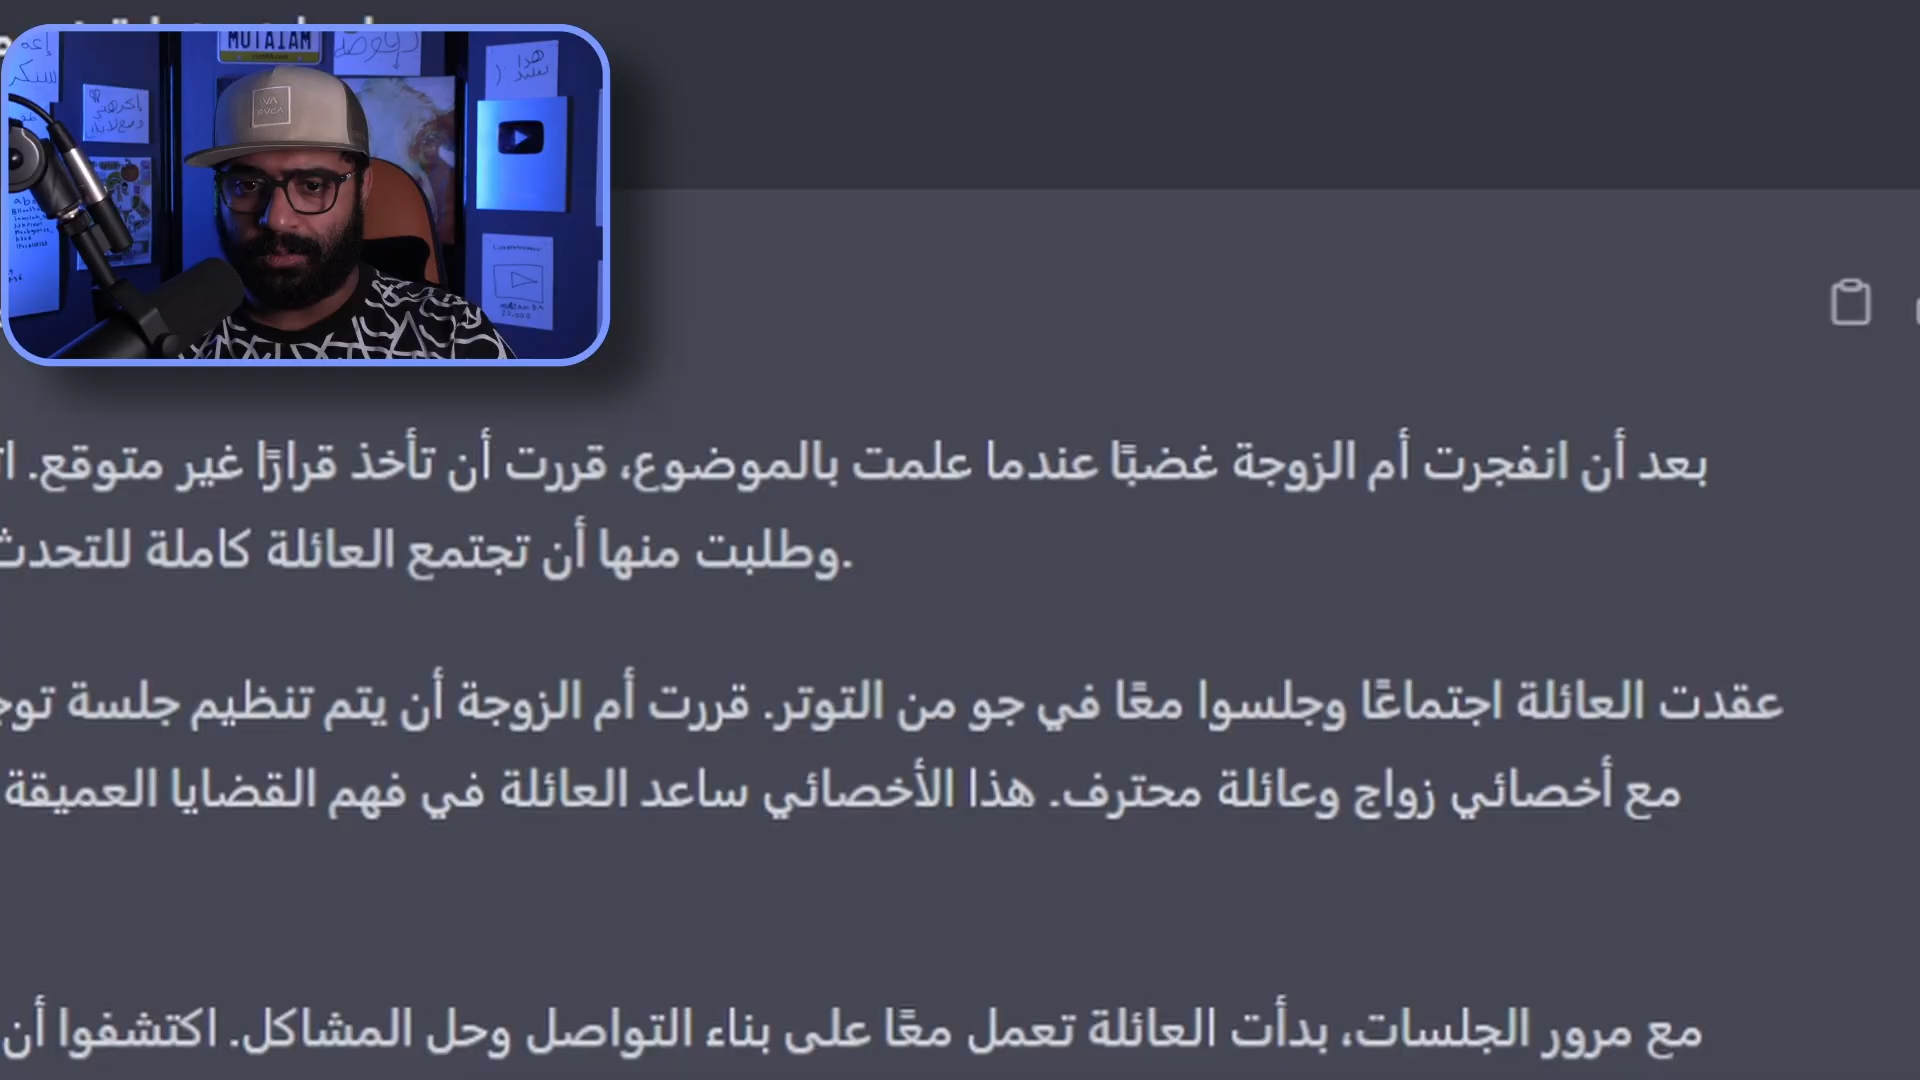 MUTAIAM
هدا
RVCA
بعد أن انفجرت أم الزوجة غضبًا عندما علمت بالموضوع، قررت أن تأخذ قرارًا غير متوقع.
وطلبت منها أن تجتمع العائلة كاملة للتحدث.
عقدت العائلة اجتماعًا وجلسوا معًا في جو من التوتر. قررت أم الزوجة أن يتم تنظيم جلسة
مع أخصائي زواج وعائلة محترف. هذا الأخصائي ساعد العائلة في فهم القضايا العميقة
مع مرور الجلسات، بدأت العائلة تعمل معًا على بناء التواصل وحل المشاكل. اكتشفوا أن